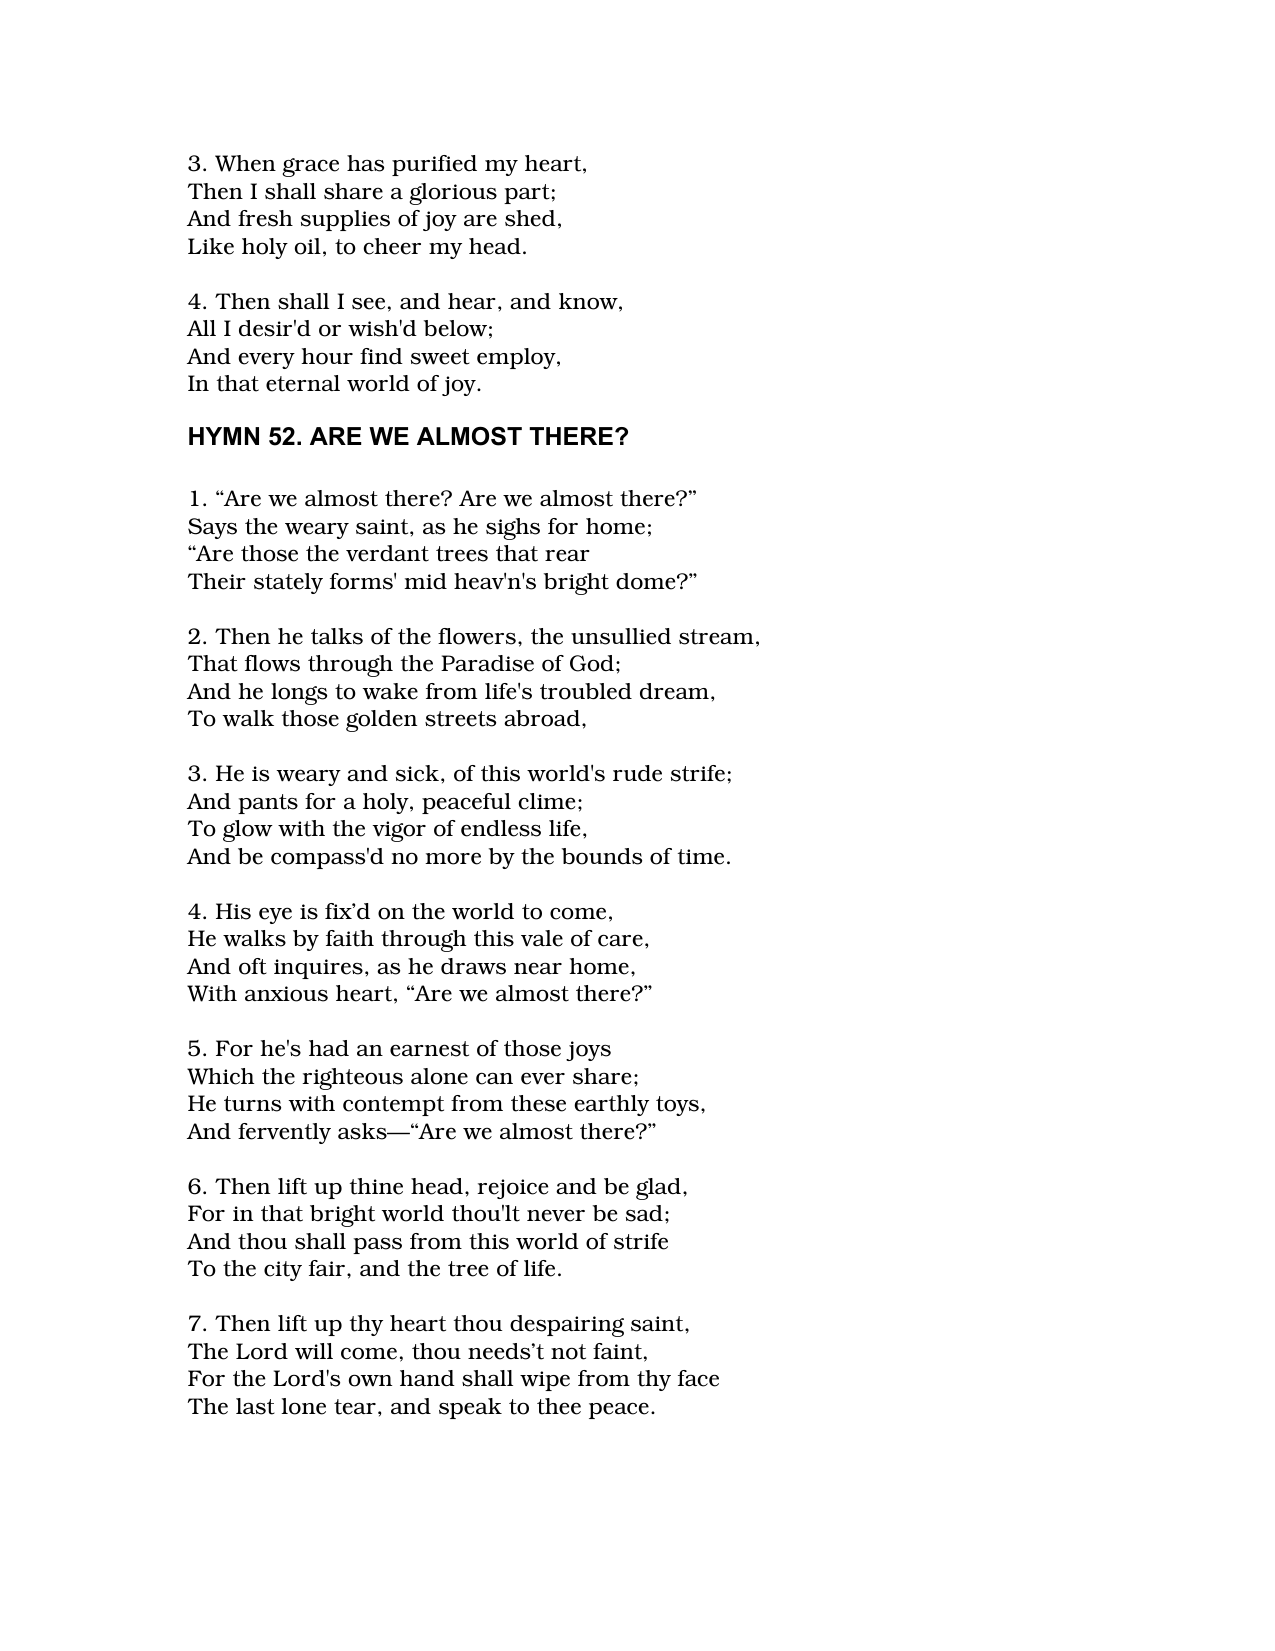 3. When grace has purified my heart,
Then I shall share a glorious part;
And fresh supplies of joy are shed,
Like holy oil, to cheer my head.
4. Then shall I see, and hear, and know,
All I desir'd or wish'd below;
And every hour find sweet employ,
In that eternal world of joy.
HYMN 52. ARE WE ALMOST THERE?
1. “Are we almost there? Are we almost there?”
Says the weary saint, as he sighs for home;
“Are those the verdant trees that rear
Their stately forms' mid heav'n's bright dome?”
2. Then he talks of the flowers, the unsullied stream,
That flows through the Paradise of God;
And he longs to wake from life's troubled dream,
To walk those golden streets abroad,
3. He is weary and sick, of this world's rude strife;
And pants for a holy, peaceful clime;
To glow with the vigor of endless life,
And be compass'd no more by the bounds of time.
4. His eye is fix’d on the world to come,
He walks by faith through this vale of care,
And oft inquires, as he draws near home,
With anxious heart, “Are we almost there?”
5. For he's had an earnest of those joys
Which the righteous alone can ever share;
He turns with contempt from these earthly toys,
And fervently asks—“Are we almost there?”
6. Then lift up thine head, rejoice and be glad,
For in that bright world thou'lt never be sad;
And thou shall pass from this world of strife
To the city fair, and the tree of life.
7. Then lift up thy heart thou despairing saint,
The Lord will come, thou needs’t not faint,
For the Lord's own hand shall wipe from thy face
The last lone tear, and speak to thee peace.